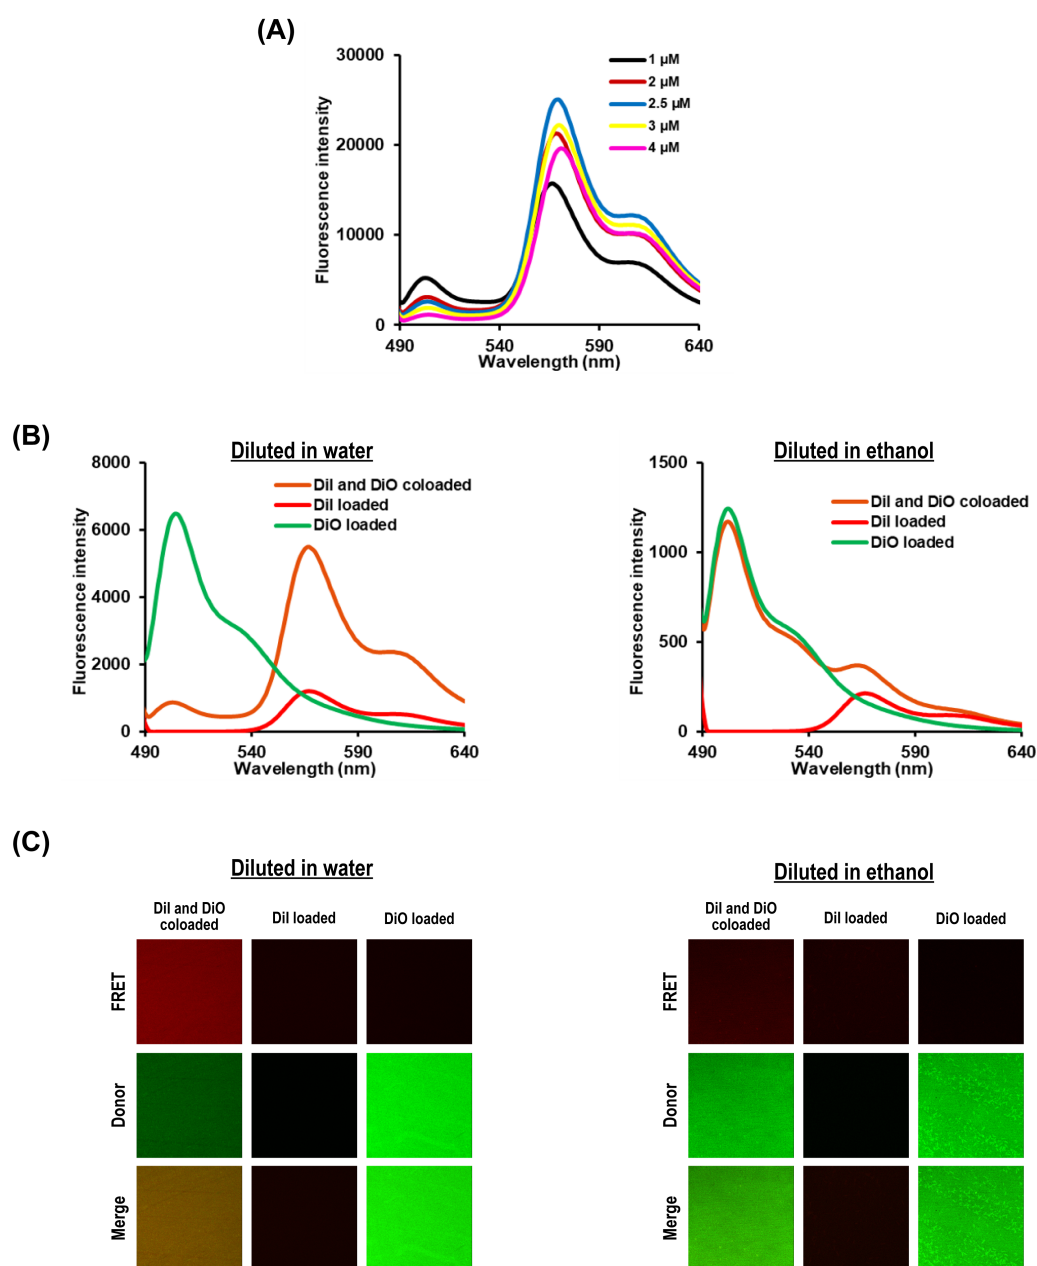 (A)
30000
20000
10000
0
490 540 590 640
Fluorescence intensity
Wavelength (nm)
1 µM
2 µM
2.5 µM
3 µM
4 µM
(B)
Diluted in water
8000
6000
4000
2000
0
490 540 590 640
Fluorescence intensity
Wavelength (nm)
DiI and DiO coloaded
DiI loaded
DiO loaded
Diluted in ethanol
1500
1000
500
0
490 540 590 640
Fluorescence intensity
Wavelength (nm)
DiI and DiO coloaded
DiI loaded
DiO loaded
(C)
Diluted in water
DiI and DiO
coloaded
DiI loaded
DiO loaded
FRET
Donor
Merge
Diluted in ethanol
DiI and DiO
coloaded
DiI loaded
DiO loaded
FRET
Donor
Merge